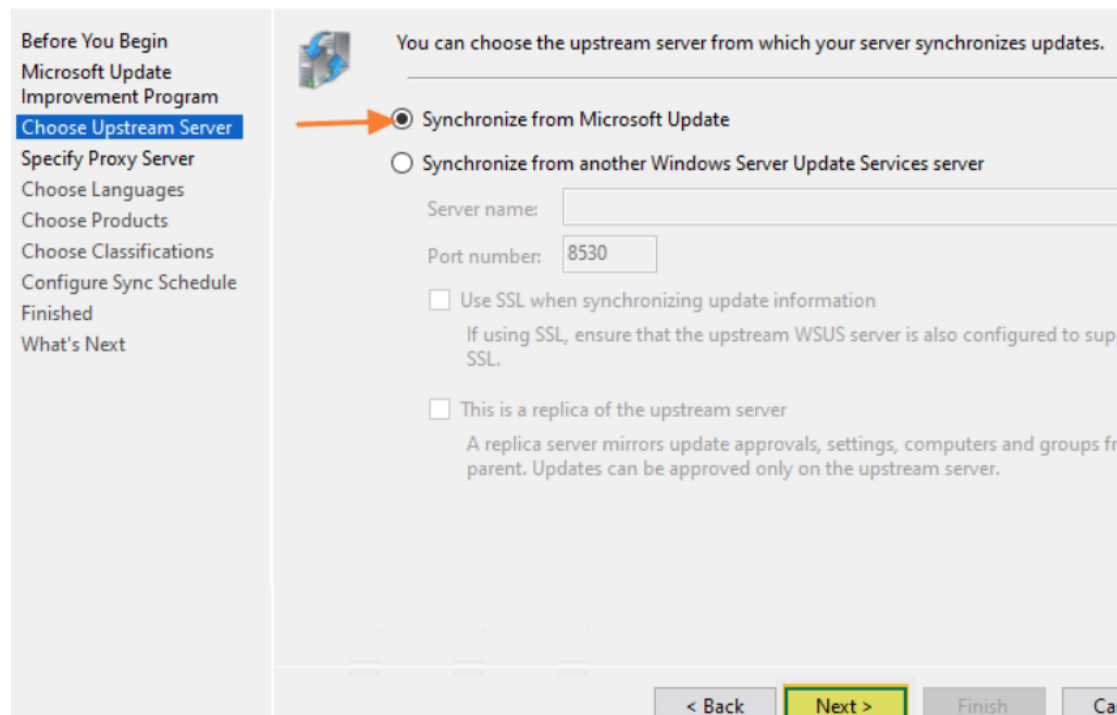 Before You Begin
Microsoft Update
Improvement Program
Choose Upstream Server
Specify Proxy Server
Choose Languages
Choose Products
Choose Classifications
Configure Sync Schedule
Finished
What's Next
You can choose the upstream server from which your server synchronizes updates.
Synchronize from Microsoft Update
Synchronize from another Windows Server Update Services server
Server name:
Port number: 8530
Use SSL when synchronizing update information
If using SSL, ensure that the upstream WSUS server is also configured to
SSL.
This is a replica of the upstream server
A replica server mirrors update approvals, settings, computers and groups
parent. Updates can be approved only on the upstream server.
< Back Next > Finish